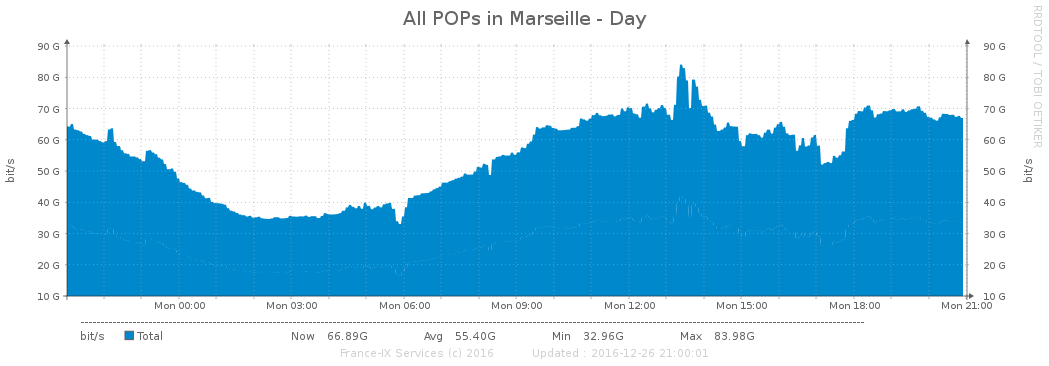 All POPs in Marseille - Day
RRDTOOL / TOBI OETIKER
90 G 90 G
80 G 80 G
70 G 70 G
60 G 60 G
50 G 50 G
40 G 40 G
30 G 30 G
20 G 20 G
10 G 10 G
bit/s bit/s
Mon 00:00 Mon 03:00 Mon 06:00 Mon 09:00 Mon 12:00 Mon 15:00 Mon 18:00 Mon 21:00
bit/s Total Now 66.89G Avg 55.40G Min 32.96G Max 83.98G
France-IX Services (c) 2016 Updated : 2016-12-26 21:00:01